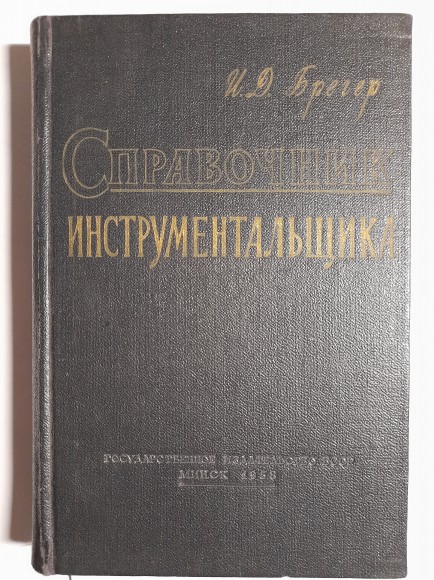 И. Д Брегер
СПРАВОЧНИК
ИНСТРУМЕНТАЛЬЩИКА
ГОСУДАРСТВЕННОЕ ИЗДАТЕЛЬСТВО БССР
МИНСК